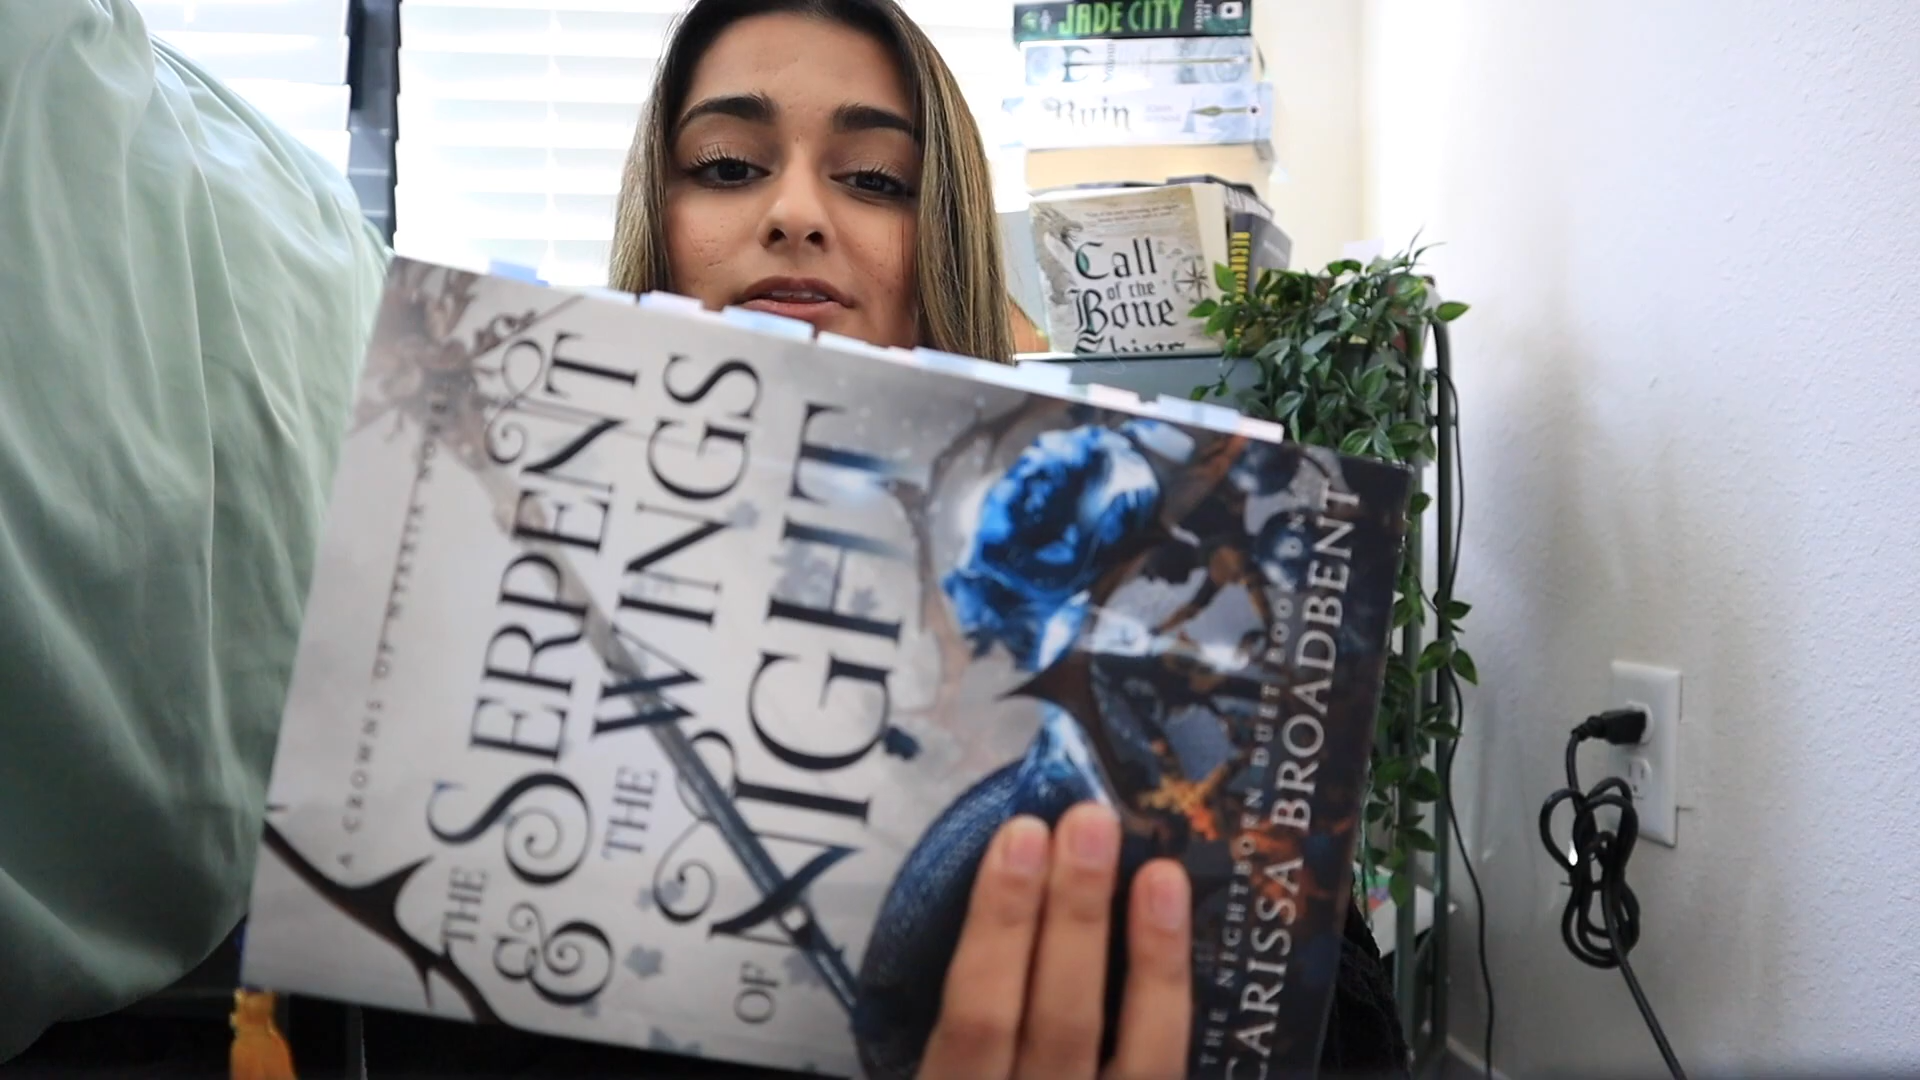 JADE CITY
Ruin
Call
of the
Bone
Ships
A CROWNS OF NYAXIA NOVEL
THE SERPENT
& THE WINGS
OF NIGHT
THE NIGHTBORN DUET BOOK ONE
CARISSA BROADBENT